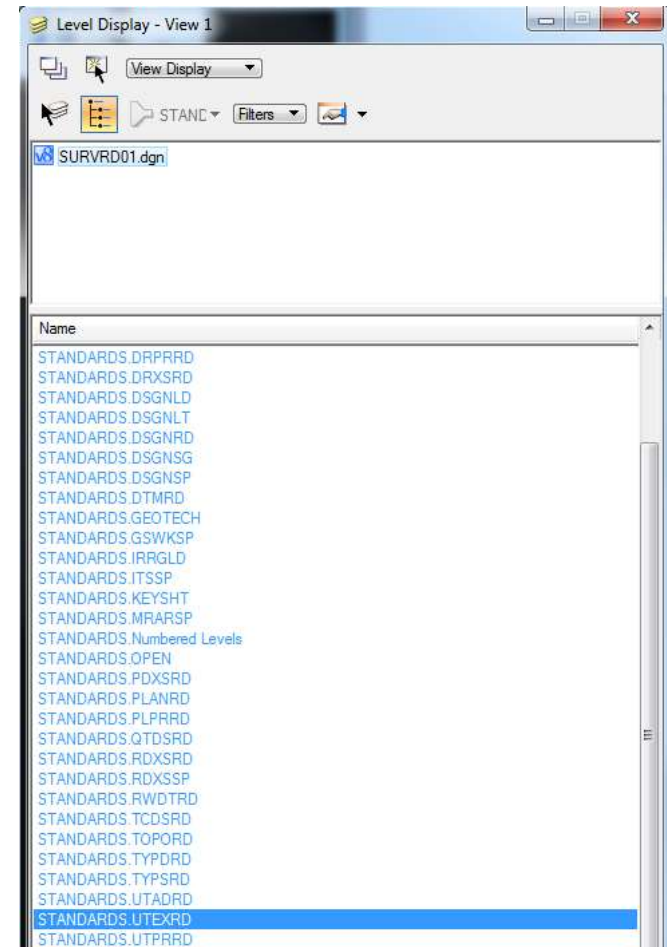 Level Display - View 1
View Display
STAND
Filters
v8 SURVRD01.dgn
Name
STANDARDS.DRPRRD
STANDARDS.DRXSRD
STANDARDS.DSGNLD
STANDARDS.DSGNLT
STANDARDS.DSGNRD
STANDARDS.DSGNSG
STANDARDS.DSGNSP
STANDARDS.DTMRD
STANDARDS.GEOTECH
STANDARDS.GSWKSP
STANDARDS.IRRGLD
STANDARDS.ITSSP
STANDARDS.KEYSHT
STANDARDS.MRARSP
STANDARDS.Numbered Levels
STANDARDS.OPEN
STANDARDS.PDXSRD
STANDARDS.PLANRD
STANDARDS.PLPRRD
STANDARDS.QTDSRD
STANDARDS.RDXSRD
STANDARDS.RDXSSP
STANDARDS.RWDTRD
STANDARDS.TCDSRD
STANDARDS.TOPORD
STANDARDS.TYPDRD
STANDARDS.TYPSRD
STANDARDS.UTADRD
STANDARDS.UTEXRD
STANDARDS.UTPRRD